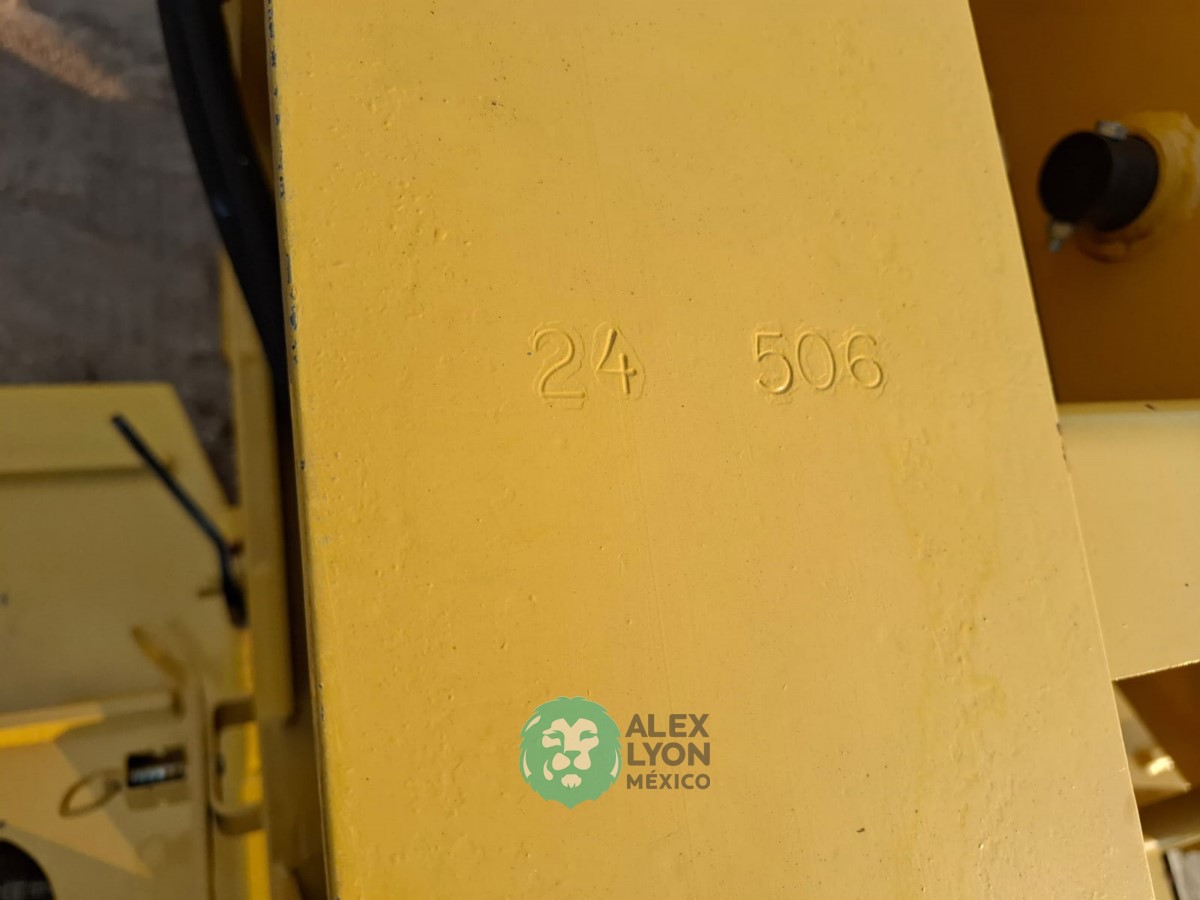 24 506
ALEX
LYON
MÉXICO